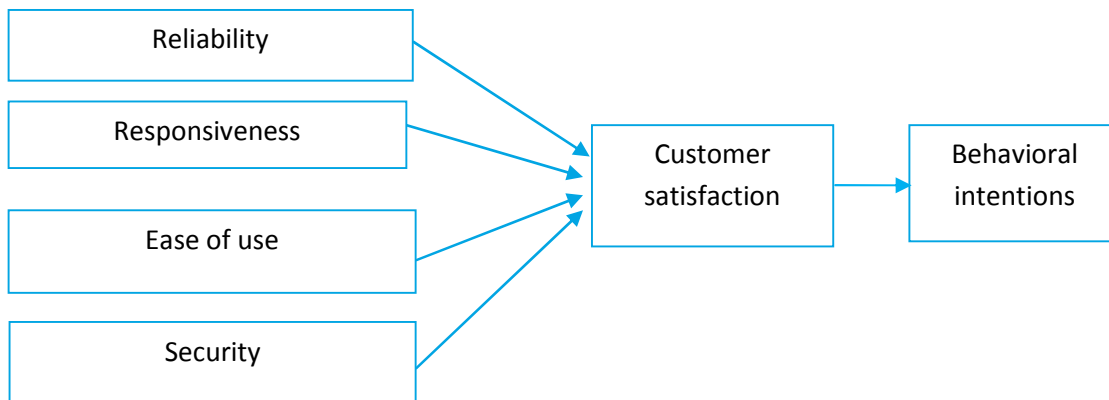 Reliability
Responsiveness
Ease of use
Security
Customer
satisfaction
Behavioral
intentions